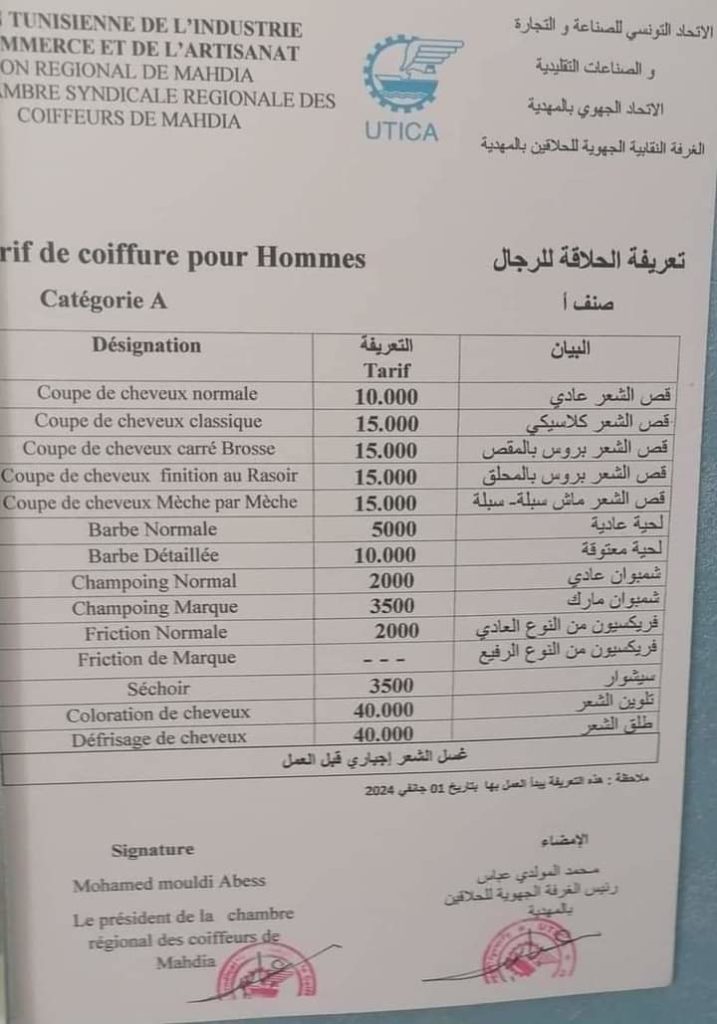 TUNISIENNE DE L'INDUSTRIE
MMERCE ET DE L'ARTISANAT
ON REGIONAL DE MAHDIA
MBRE SYNDICALE REGIONALE DES
COIFFEURS DE MAHDIA
UTICA
الاتحاد التونسي للصناعة و التجارة
و الصناعات التقليدية
الاتحاد الجهوي بالمهدية
الغرفة النقابية الجهوية للحلاقين بالمهدية
rif de coiffure pour Hommes تعريفة الحلاقة للرجال
Catégorie A صنف أ
Désignation التعريفة البيان
Tarif
Coupe de cheveux normale 10.000 قص الشعر عادي
Coupe de cheveux classique 15.000 قص الشعر كلاسيكي
Coupe de cheveux carré Brosse 15.000 قص الشعر بروس بالمقص
Coupe de cheveux finition au Rasoir 15.000 قص الشعر بروس بالمحلق
Coupe de cheveux Mèche par Mèche 15.000 قص الشعر ماش سبلة- سبلة
Barbe Normale 5000 لحية عادية
Barbe Détaillée 10.000 لحية معتوقة
Champoing Normal 2000 شمبوان عادي
Champoing Marque 3500 شمبوان مارك
Friction Normale 2000 فريكسيون من النوع العادي
Friction de Marque - - - فريكسيون من النوع الرفيع
Séchoir 3500 سيشوار
Coloration de cheveux 40.000 تلوين الشعر
Défrisage de cheveux 40.000 طلق الشعر
غسل الشعر إجباري قبل العمل
ملاحظة : هذه التعريفة يبدأ العمل بها بتاريخ 01 جانفي 2024
Signature
Mohamed mouldi Abess
Le président de la chambre
régional des coiffeurs de
Mahdia
الإمضاء
محمد المولدي عباس
رئيس الغرفة الجهوية للحلاقين
بالمهدية